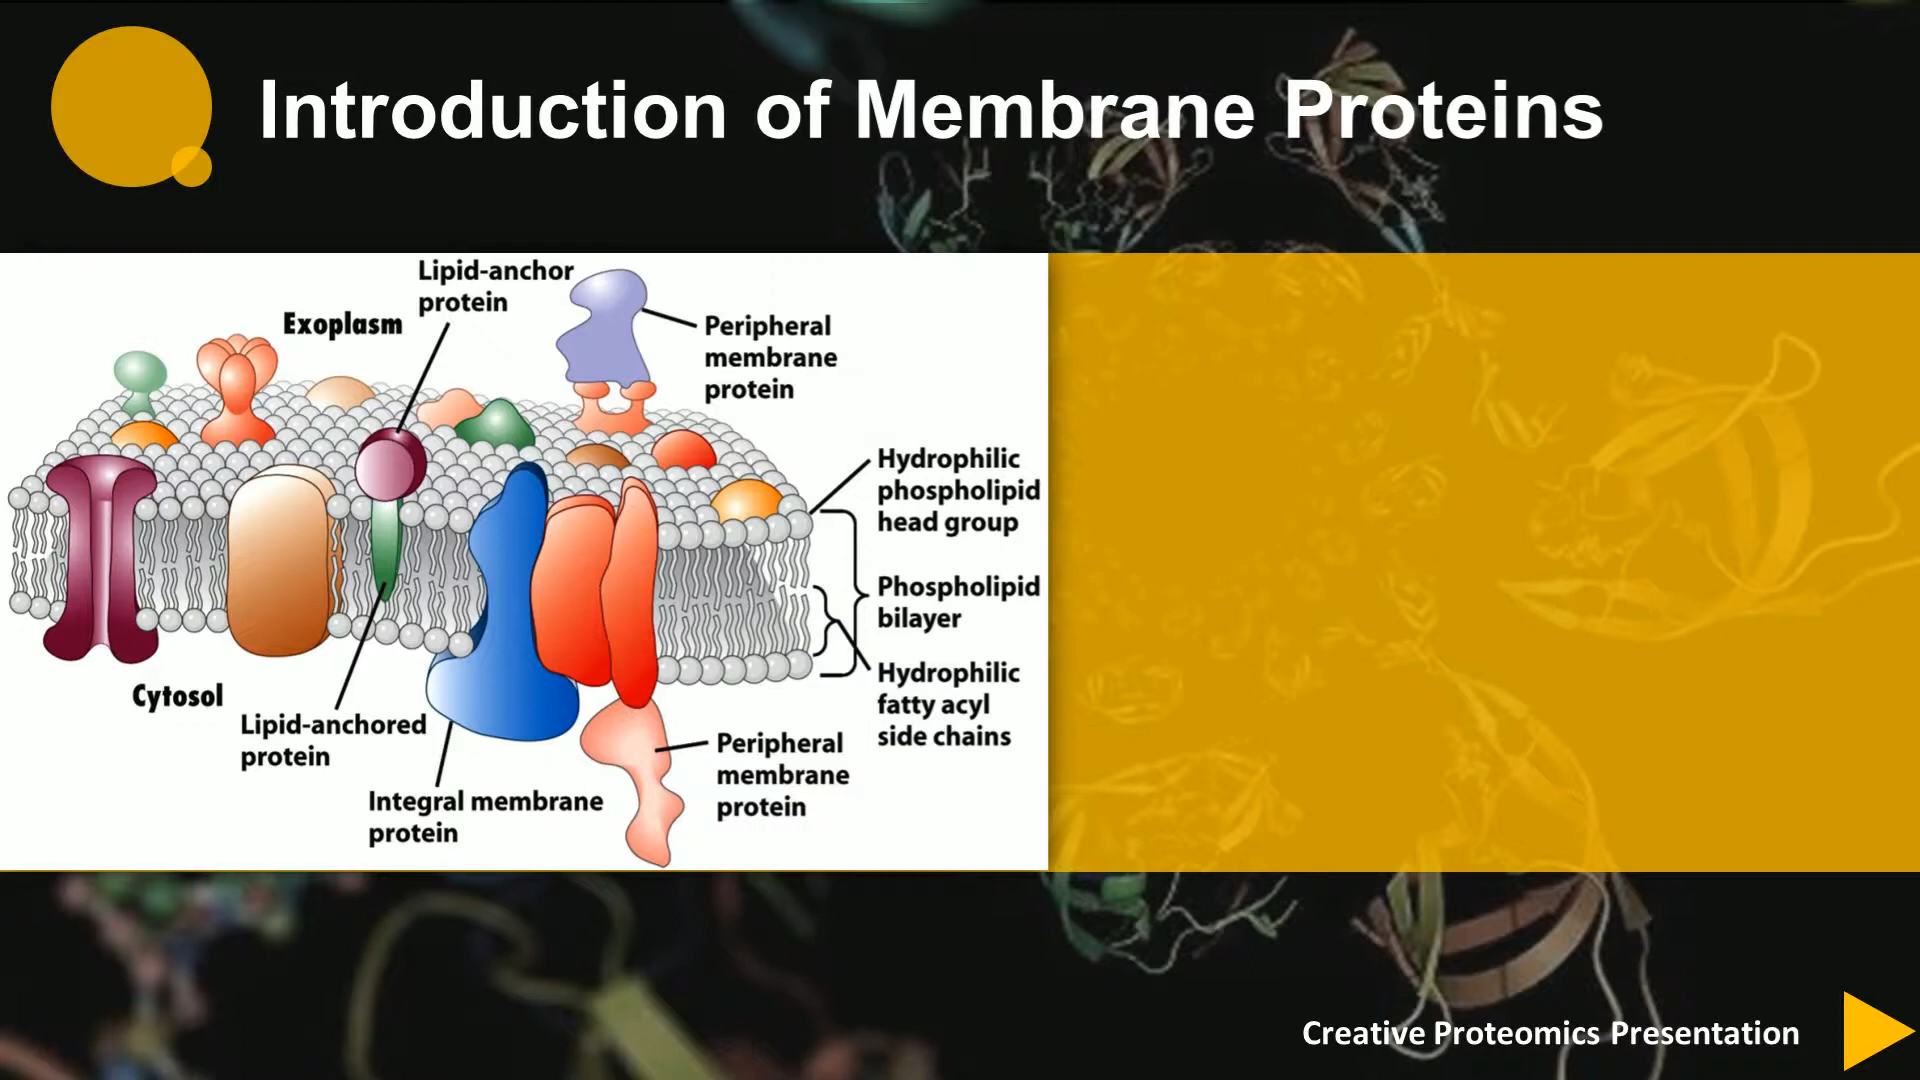 Introduction of Membrane Proteins
Lipid-anchor
protein
Exoplasm
Peripheral
membrane
protein
Hydrophilic
phospholipid
head group
Phospholipid
bilayer
Hydrophilic
fatty acyl
side chains
Cytosol
Lipid-anchored
protein
Integral membrane
protein
Peripheral
membrane
protein
Creative Proteomics Presentation